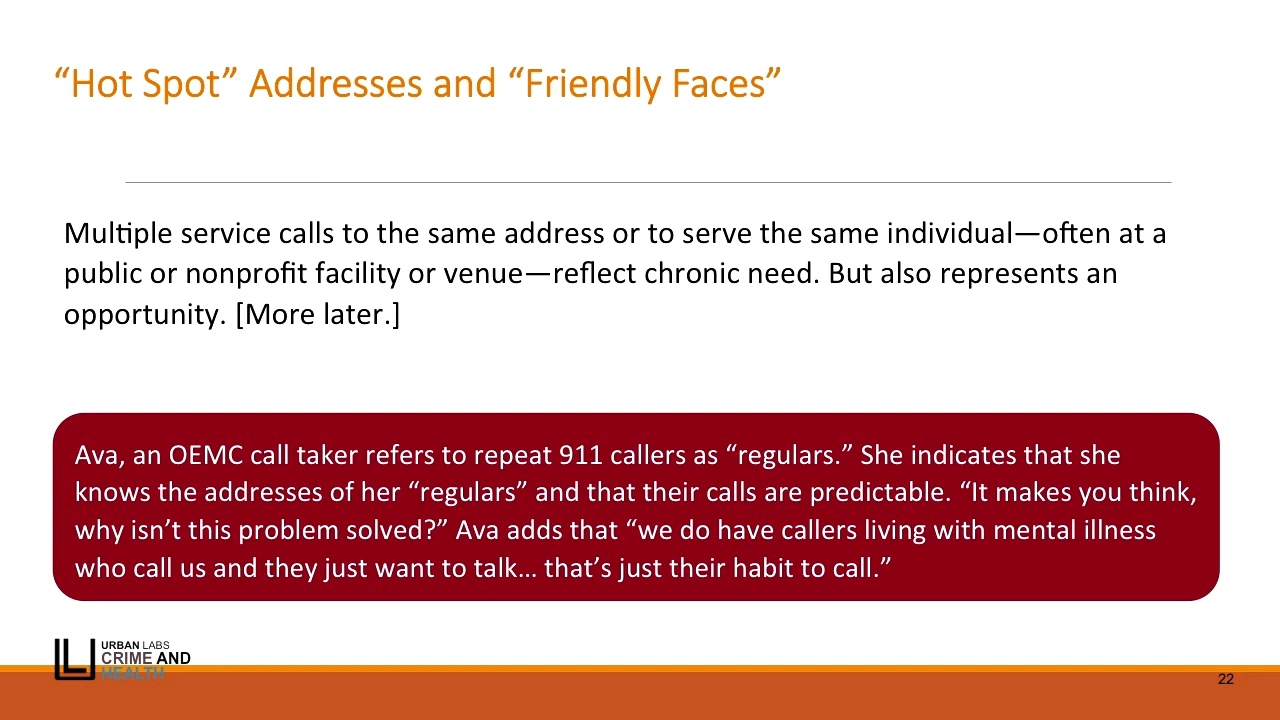 “Hot Spot” Addresses and “Friendly Faces”
Multiple service calls to the same address or to serve the same individual—often at a
public or nonprofit facility or venue—reflect chronic need. But also represents an
opportunity. [More later.]
Ava, an OEMC call taker refers to repeat 911 callers as “regulars.” She indicates that she
knows the addresses of her “regulars” and that their calls are predictable. “It makes you think,
why isn’t this problem solved?” Ava adds that “we do have callers living with mental illness
who call us and they just want to talk… that’s just their habit to call.”
URBAN LABS
CRIME AND
HEALTH
22